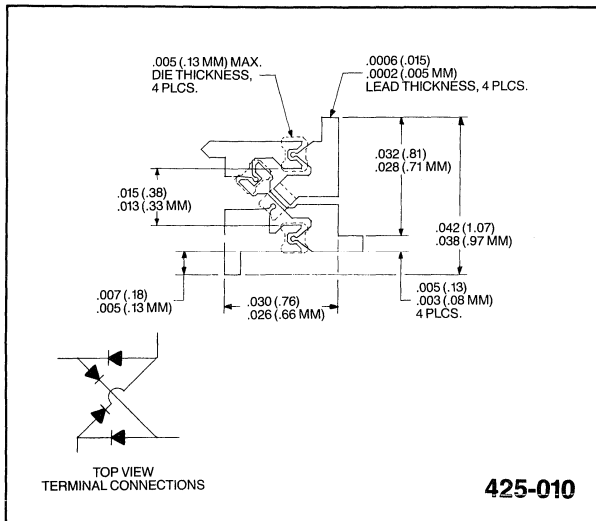 .005 (.13 MM) MAX.
DIE THICKNESS,
4 PLCS.
.0006 (.015)
.0002 (.005 MM)
LEAD THICKNESS, 4 PLCS.
.032 (.81)
.028 (.71 MM)
.015 (.38)
.013 (.33 MM)
.042 (1.07)
.038 (.97 MM)
.007 (.18)
.005 (.13 MM)
.030 (.76)
.026 (.66 MM)
.005 (.13)
.003 (.08 MM)
4 PLCS.
TOP VIEW
TERMINAL CONNECTIONS
425-010